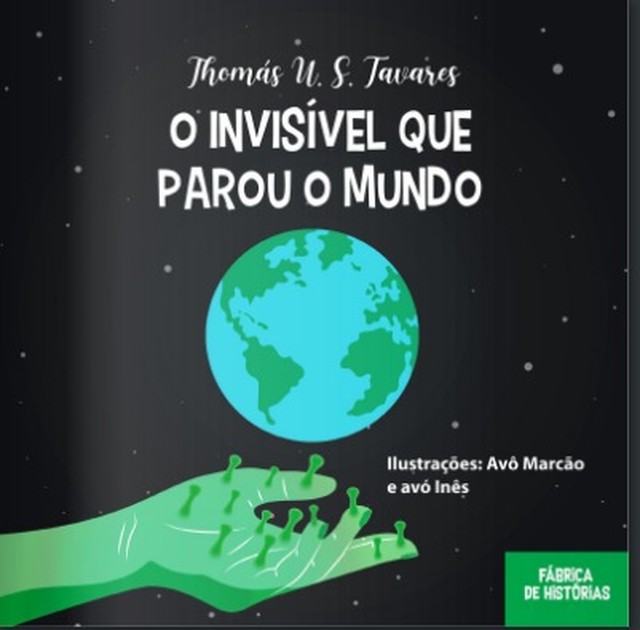 Thomás U. S. Tavares
O INVISÍVEL QUE
PAROU O MUNDO
Ilustrações: Avô Marcão
e avó Inês
FÁBRICA
DE HISTÓRIAS